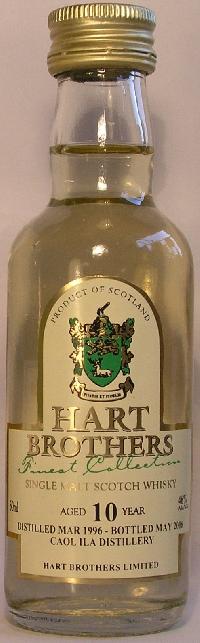 PRODUCT OF SCOTLAND
HART
BROTHERS
Finest Collection
SINGLE MALT SCOTCH WHISKY
50ml
AGED 10 YEAR
DISTILLED MAR 1996 - BOTTLED MAY 2006
CAOL ILA DISTILLERY
HART BROTHERS LIMITED